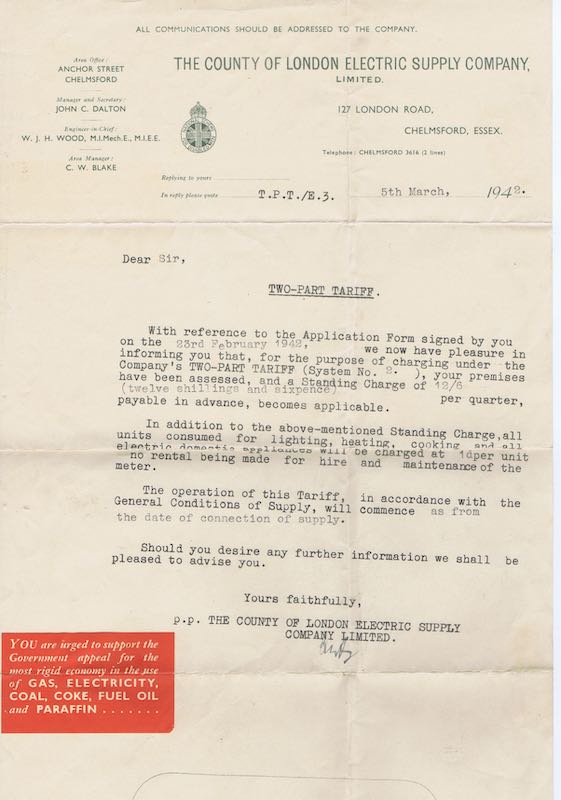 ALL COMMUNICATIONS SHOULD BE ADDRESSED TO THE COMPANY.
Area Office:
ANCHOR STREET
CHELMSFORD
Manager and Secretary:
JOHN C. DALTON
Engineer-in-Chief:
W. J. H. WOOD, M.I.Mech.E., M.I.E.E.
Area Manager:
C. W. BLAKE
THE COUNTY OF LONDON ELECTRIC SUPPLY COMPANY,
LIMITED.
127 LONDON ROAD,
CHELMSFORD, ESSEX.
Telephone: CHELMSFORD 3616 (2 lines)
Replying to yours
In reply please quote T.P.T./E.3. 5th March, 1942.
Dear Sir,
TWO-PART TARIFF.
With reference to the Application Form signed by you
on the 23rd February 1942, we now have pleasure in
informing you that, for the purpose of charging under the
Company's TWO-PART TARIFF (System No. 2. ), your premises
have been assessed, and a Standing Charge of 12/6
(twelve shillings and sixpence) per quarter,
payable in advance, becomes applicable.
In addition to the above-mentioned Standing Charge, all
units consumed for lighting, heating, cooking and all
electric domestic appliances will be charged at 1d per unit
no rental being made for hire and maintenance of the
meter.
The operation of this Tariff, in accordance with the
General Conditions of Supply, will commence as from
the date of connection of supply.
Should you desire any further information we shall be
pleased to advise you.
Yours faithfully,
p.p. THE COUNTY OF LONDON ELECTRIC SUPPLY
COMPANY LIMITED.
YOU are urged to support the
Government appeal for the
most rigid economy in the use
of GAS, ELECTRICITY,
COAL, COKE, FUEL OIL
and PARAFFIN .......